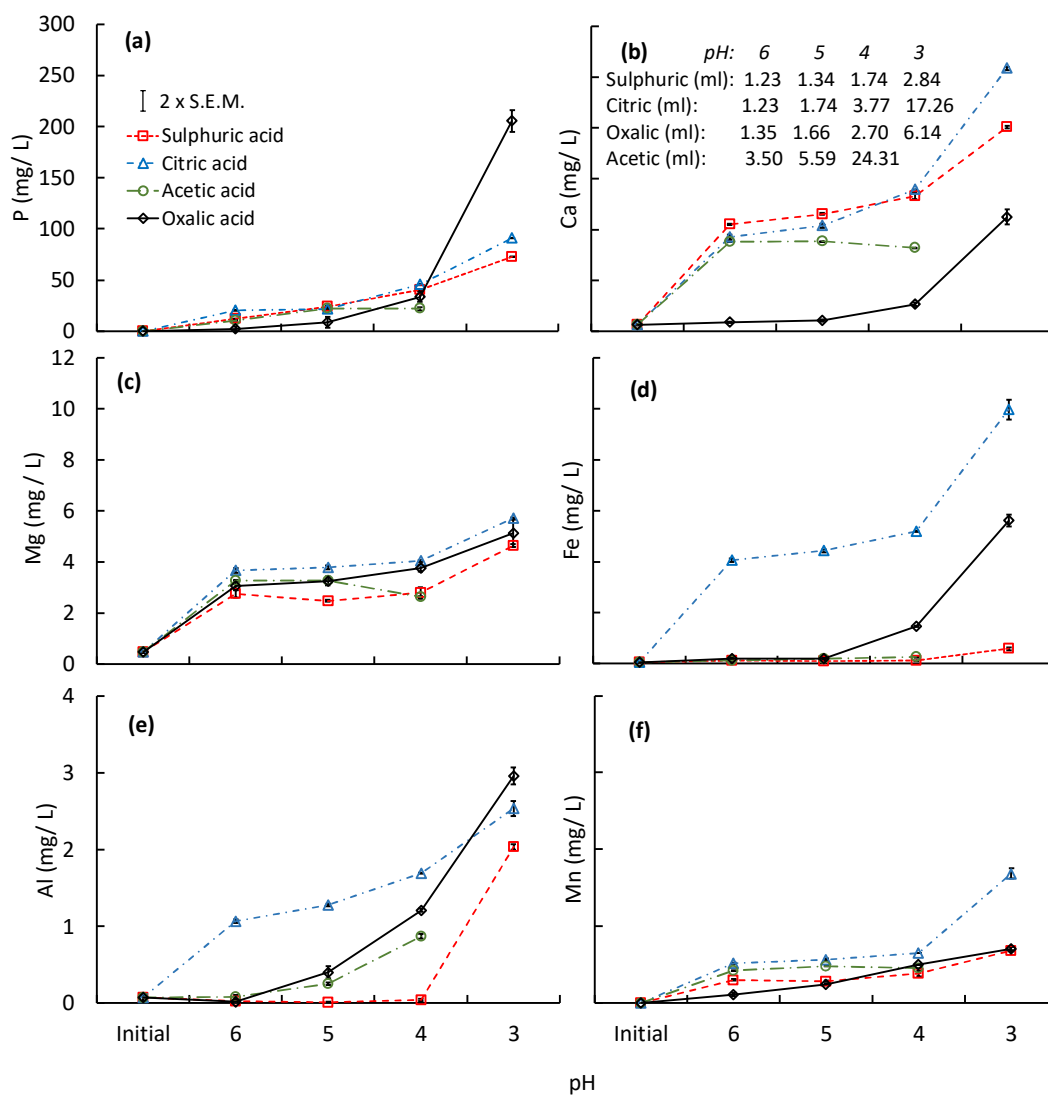 (a)
300
250
200
150
100
50
0
P (mg/ L)
2 x S.E.M.
Sulphuric acid
Citric acid
Acetic acid
Oxalic acid
(b)
pH: 6 5 4 3
Sulphuric (ml): 1.23 1.34 1.74 2.84
Citric (ml): 1.23 1.74 3.77 17.26
Oxalic (ml): 1.35 1.66 2.70 6.14
Acetic (ml): 3.50 5.59 24.31
Ca (mg/ L)
(c)
12
10
8
6
4
2
0
Mg (mg / L)
(d)
Fe (mg/ L)
(e)
4
3
2
1
0
Al (mg/ L)
Initial 6 5 4 3
(f)
Mn (mg/ L)
Initial 6 5 4 3
pH